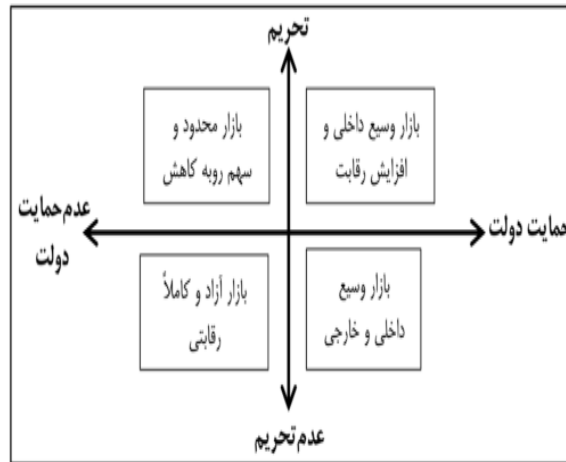 تحریم
بازار وسیع داخلی و
افزایش رقابت
بازار محدود و
سهم روبه کاهش
حمایت دولت
عدم‌حمایت
دولت
بازار وسیع
داخلی و خارجی
بازار آزاد و کاملاً
رقابتی
عدم‌تحریم